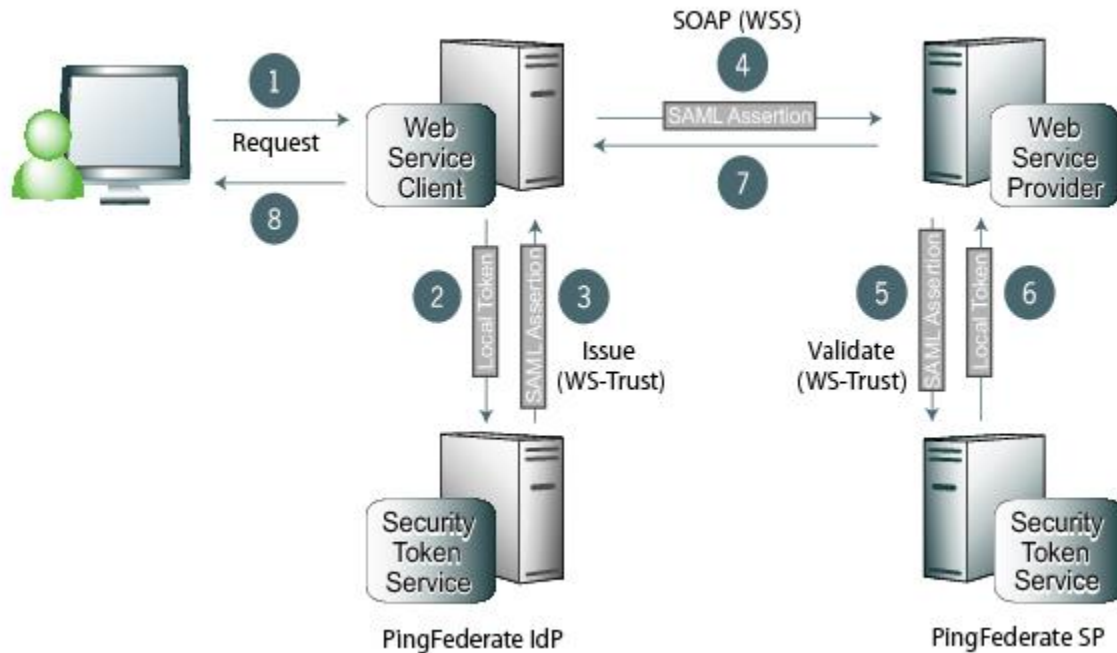 SOAP (WSS)
1
4
Request
SAML Assertion
Web
Service
Client
Web
Service
Provider
8
7
2
Local Token
SAML Assertion
3
Issue
(WS-Trust)
5
Validate
(WS-Trust)
SAML Assertion
Local Token
6
Security
Token
Service
Security
Token
Service
PingFederate IdP
PingFederate SP